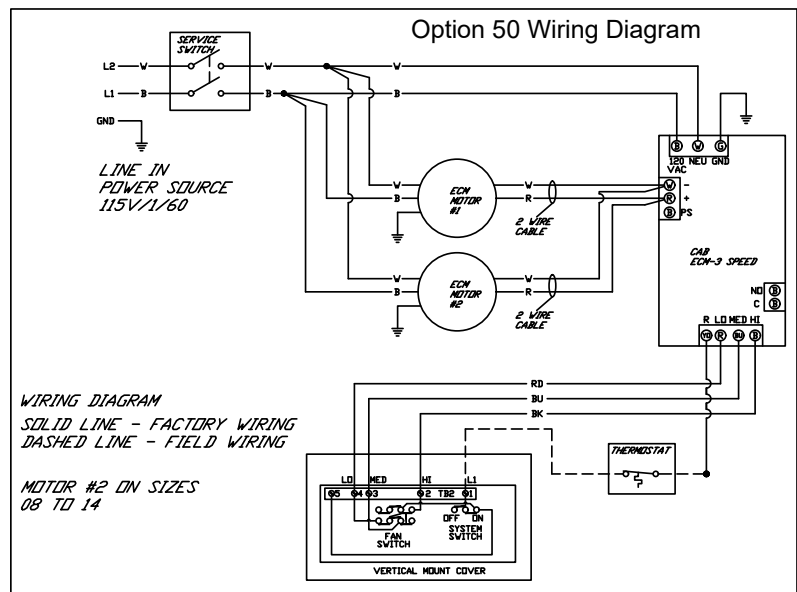 Option 50 Wiring Diagram
SERVICE
SWITCH
L2 W W W
L1 B B B
GND
LINE IN
POWER SOURCE
115V/1/60
B W G
120 NEU GND
VAC
W -
R +
B PS
CAB
ECM-3 SPEED
NO B
C B
R LO MED HI
YO R BU B
W
B
ECM
MOTOR
#1
W
R
2 WIRE
CABLE
W
B
ECM
MOTOR
#2
W
R
2 WIRE
CABLE
RD
BU
BK
WIRING DIAGRAM
SOLID LINE - FACTORY WIRING
DASHED LINE - FIELD WIRING
MOTOR #2 ON SIZES
08 TO 14
THERMOSTAT
LO MED HI L1
5 4 3 2 TB2 1
OFF ON
FAN
SWITCH
SYSTEM
SWITCH
VERTICAL MOUNT COVER